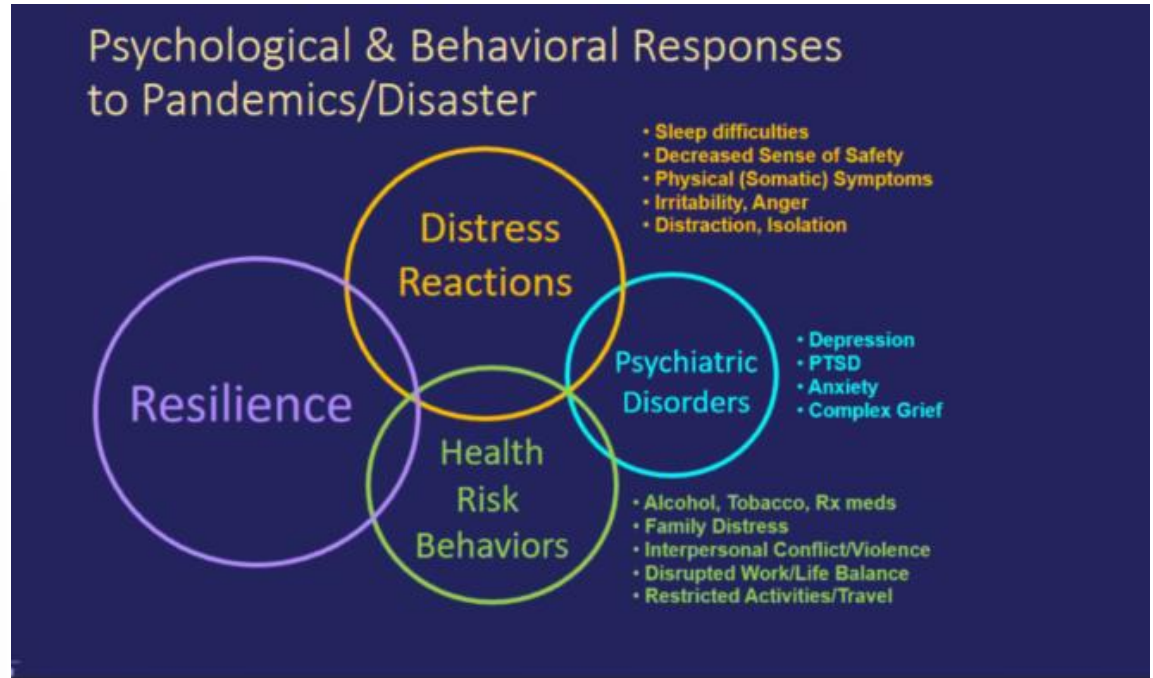 Psychological & Behavioral Responses
to Pandemics/Disaster
• Sleep difficulties
• Decreased Sense of Safety
• Physical (Somatic) Symptoms
• Irritability, Anger
• Distraction, Isolation
Distress
Reactions
Resilience
Psychiatric
Disorders
• Depression
• PTSD
• Anxiety
• Complex Grief
Health
Risk
Behaviors
• Alcohol, Tobacco, Rx meds
• Family Distress
• Interpersonal Conflict/Violence
• Disrupted Work/Life Balance
• Restricted Activities/Travel